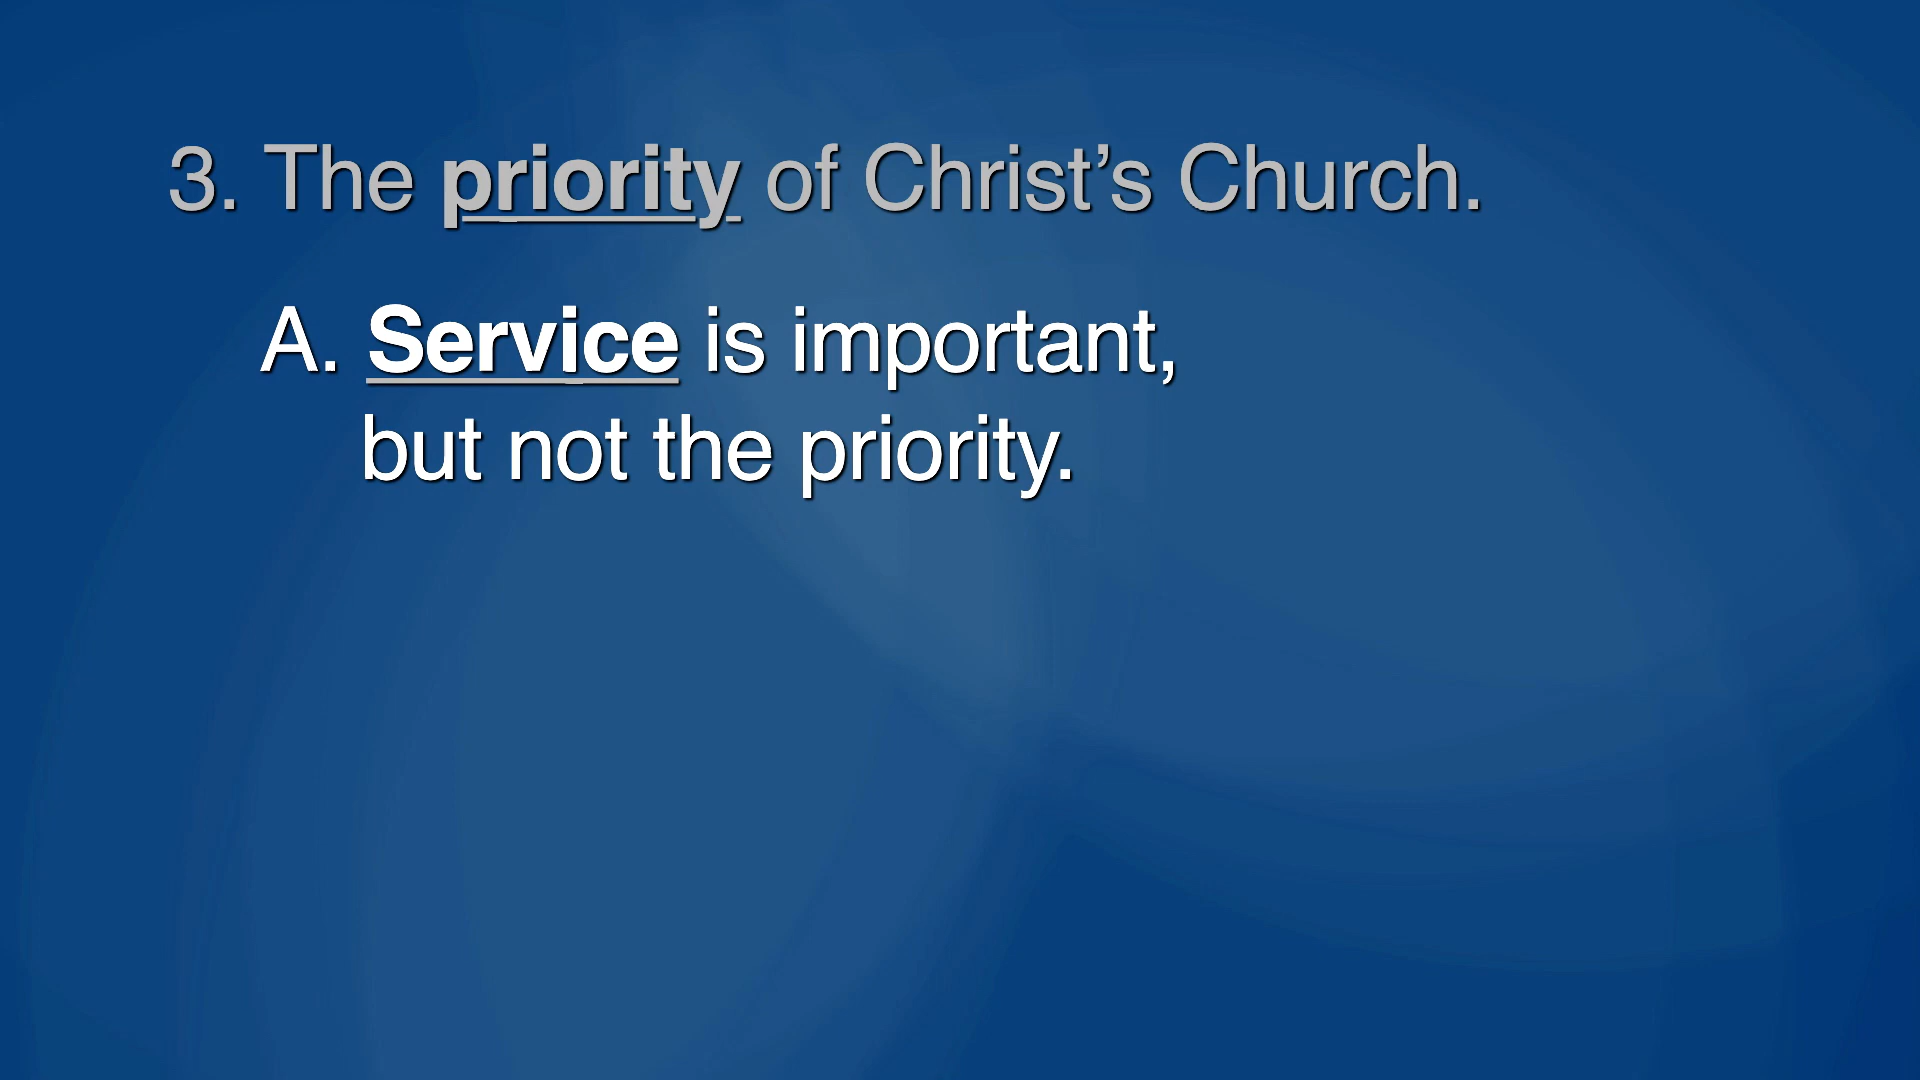 3. The priority of Christ’s Church.
A. Service is important,
but not the priority.